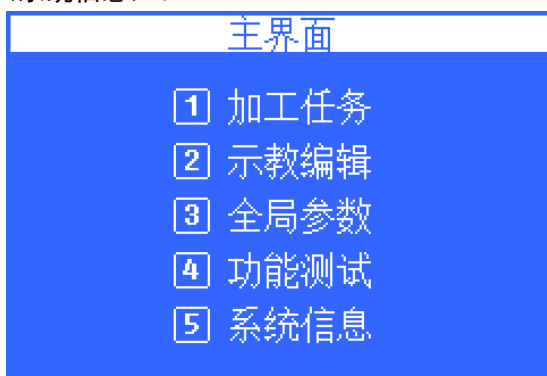 主界面
1 加工任务
2 示教编辑
3 全局参数
4 功能测试
5 系统信息